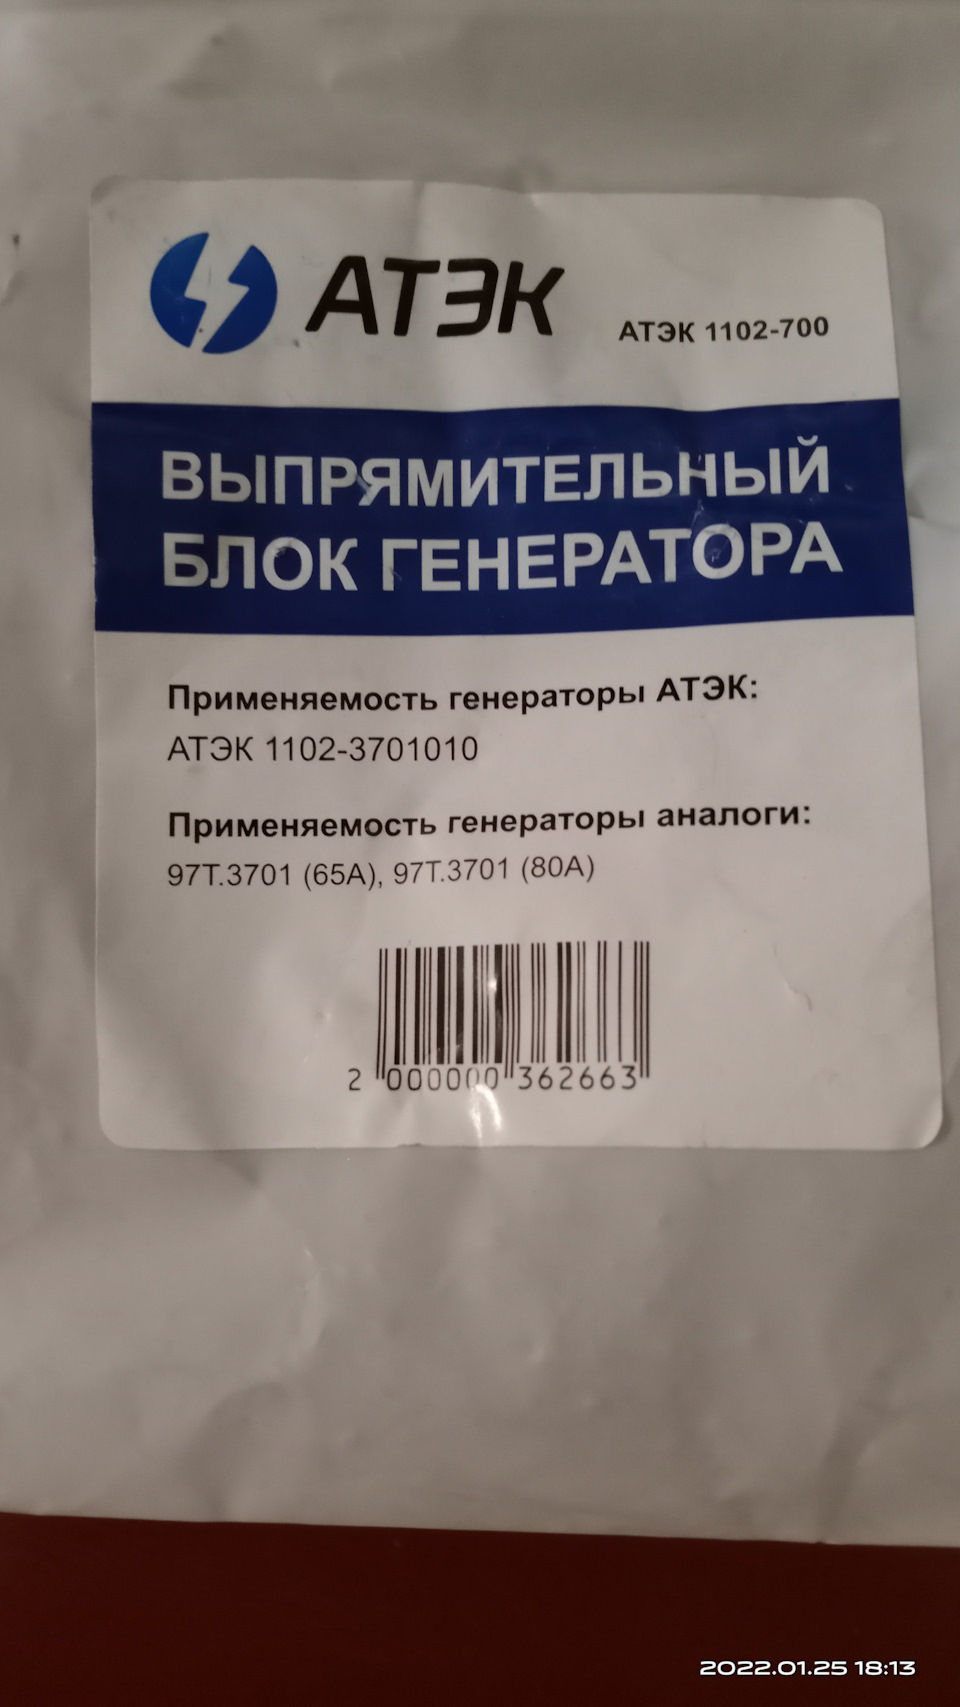 АТЭК
АТЭК 1102-700
ВЫПРЯМИТЕЛЬНЫЙ
БЛОК ГЕНЕРАТОРА
Применяемость генераторы АТЭК:
АТЭК 1102-3701010
Применяемость генераторы аналоги:
97Т.3701 (65А), 97Т.3701 (80А)
2 000000 362663
2022.01.25 18:13